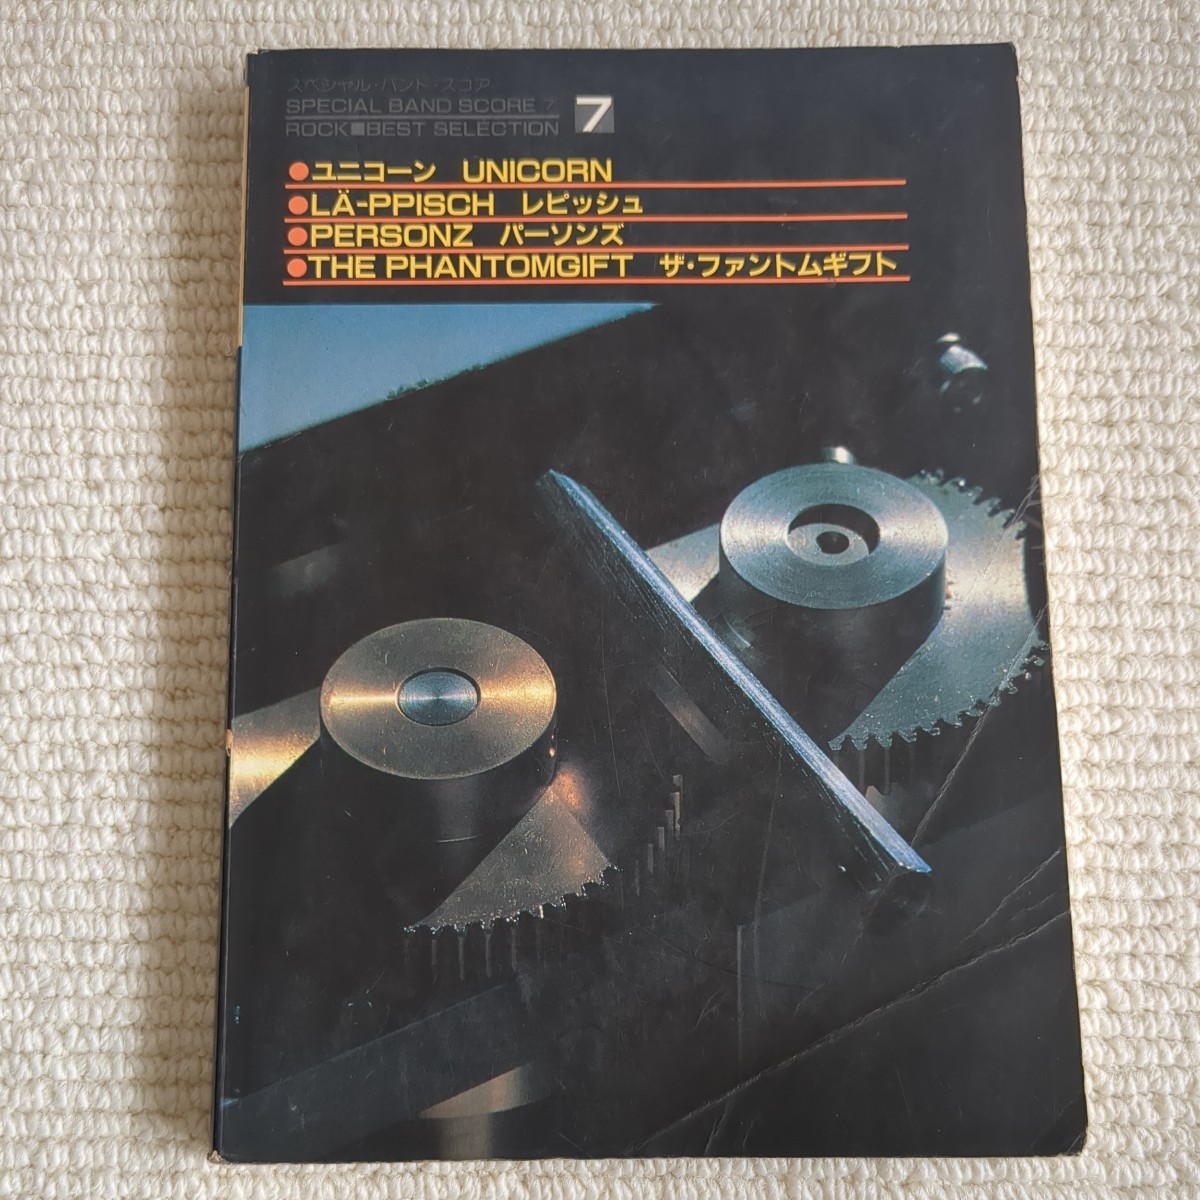 スペシャル・バンド・スコア
SPECIAL BAND SCORE 7
ROCK■BEST SELECTION
7
●ユニコーン UNICORN
●LÄ-PPISCH レピッシュ
●PERSONZ パーソンズ
●THE PHANTOMGIFT ザ・ファントムギフト